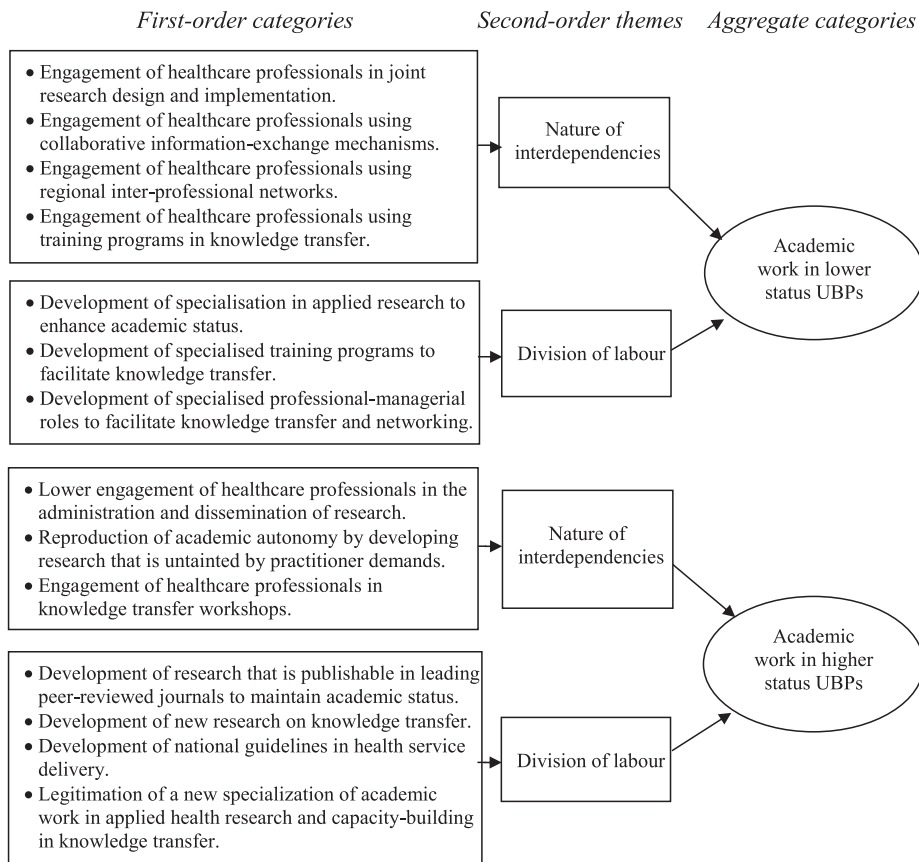 First-order categories
Second-order themes
Aggregate categories
• Engagement of healthcare professionals in joint
research design and implementation.
• Engagement of healthcare professionals using
collaborative information-exchange mechanisms.
• Engagement of healthcare professionals using
regional inter-professional networks.
• Engagement of healthcare professionals using
training programs in knowledge transfer.
Nature of
interdependencies
• Development of specialisation in applied research to
enhance academic status.
• Development of specialised training programs to
facilitate knowledge transfer.
• Development of specialised professional-managerial
roles to facilitate knowledge transfer and networking.
Division of labour
Academic
work in lower
status UBPs
• Lower engagement of healthcare professionals in the
administration and dissemination of research.
• Reproduction of academic autonomy by developing
research that is untainted by practitioner demands.
• Engagement of healthcare professionals in
knowledge transfer workshops.
Nature of
interdependencies
• Development of research that is publishable in leading
peer-reviewed journals to maintain academic status.
• Development of new research on knowledge transfer.
• Development of national guidelines in health service
delivery.
• Legitimation of a new specialization of academic
work in applied health research and capacity-building
in knowledge transfer.
Division of labour
Academic
work in higher
status UBPs